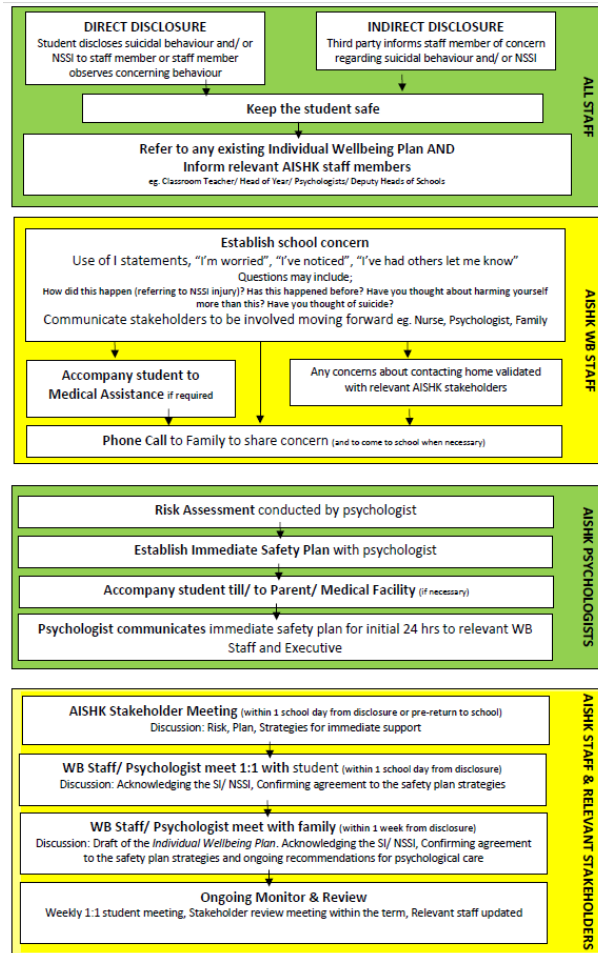 DIRECT DISCLOSURE
Student discloses suicidal behaviour and/ or
NSSI to staff member or staff member
observes concerning behaviour
INDIRECT DISCLOSURE
Third party informs staff member of concern
regarding suicidal behaviour and/ or NSSI
Keep the student safe
Refer to any existing Individual Wellbeing Plan AND
Inform relevant AISHK staff members
eg. Classroom Teacher/ Head of Year/ Psychologists/ Deputy Heads of Schools
ALL STAFF
Establish school concern
Use of I statements, “I’m worried”, “I’ve noticed”, “I’ve had others let me know”
Questions may include;
How did this happen (referring to NSSI injury)? Has this happened before? Have you thought about harming yourself
more than this? Have you thought of suicide?
Communicate stakeholders to be involved moving forward eg. Nurse, Psychologist, Family
Accompany student to
Medical Assistance if required
Any concerns about contacting home validated
with relevant AISHK stakeholders
Phone Call to Family to share concern (and to come to school when necessary)
AISHK WB STAFF
Risk Assessment conducted by psychologist
Establish Immediate Safety Plan with psychologist
Accompany student till/ to Parent/ Medical Facility (if necessary)
Psychologist communicates immediate safety plan for initial 24 hrs to relevant WB
Staff and Executive
AISHK PSYCHOLOGISTS
AISHK Stakeholder Meeting (within 1 school day from disclosure or pre-return to school)
Discussion: Risk, Plan, Strategies for immediate support
WB Staff/ Psychologist meet 1:1 with student (within 1 school day from disclosure)
Discussion: Acknowledging the SI/ NSSI, Confirming agreement to the safety plan strategies
WB Staff/ Psychologist meet with family (within 1 week from disclosure)
Discussion: Draft of the Individual Wellbeing Plan. Acknowledging the SI/ NSSI, Confirming agreement
to the safety plan strategies and ongoing recommendations for psychological care
Ongoing Monitor & Review
Weekly 1:1 student meeting, Stakeholder review meeting within the term, Relevant staff updated
AISHK STAFF & RELEVANT STAKEHOLDERS